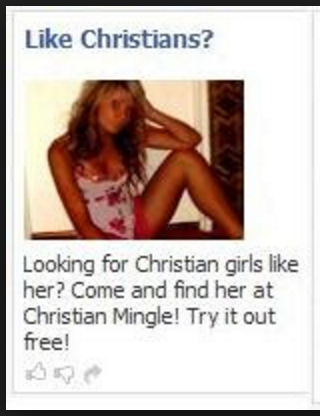 Like Christians?
Looking for Christian girls like
her? Come and find her at
Christian Mingle! Try it out
free!